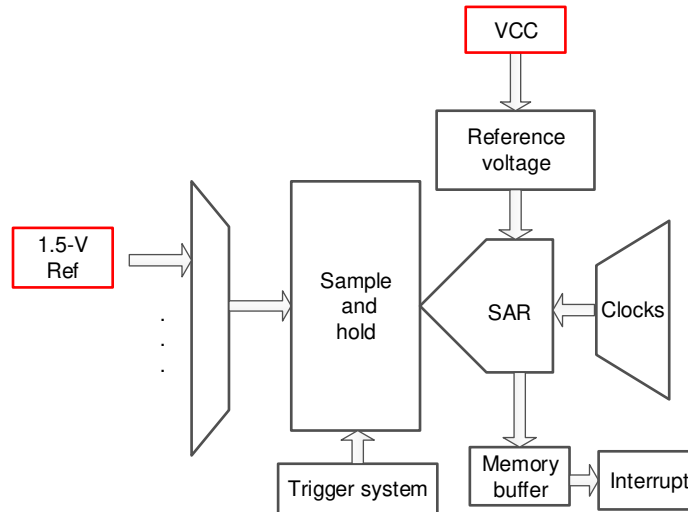 VCC
Reference
voltage
1.5-V
Ref
Sample
and
hold
SAR
Clocks
.
.
.
Trigger system
Memory
buffer
Interrupt